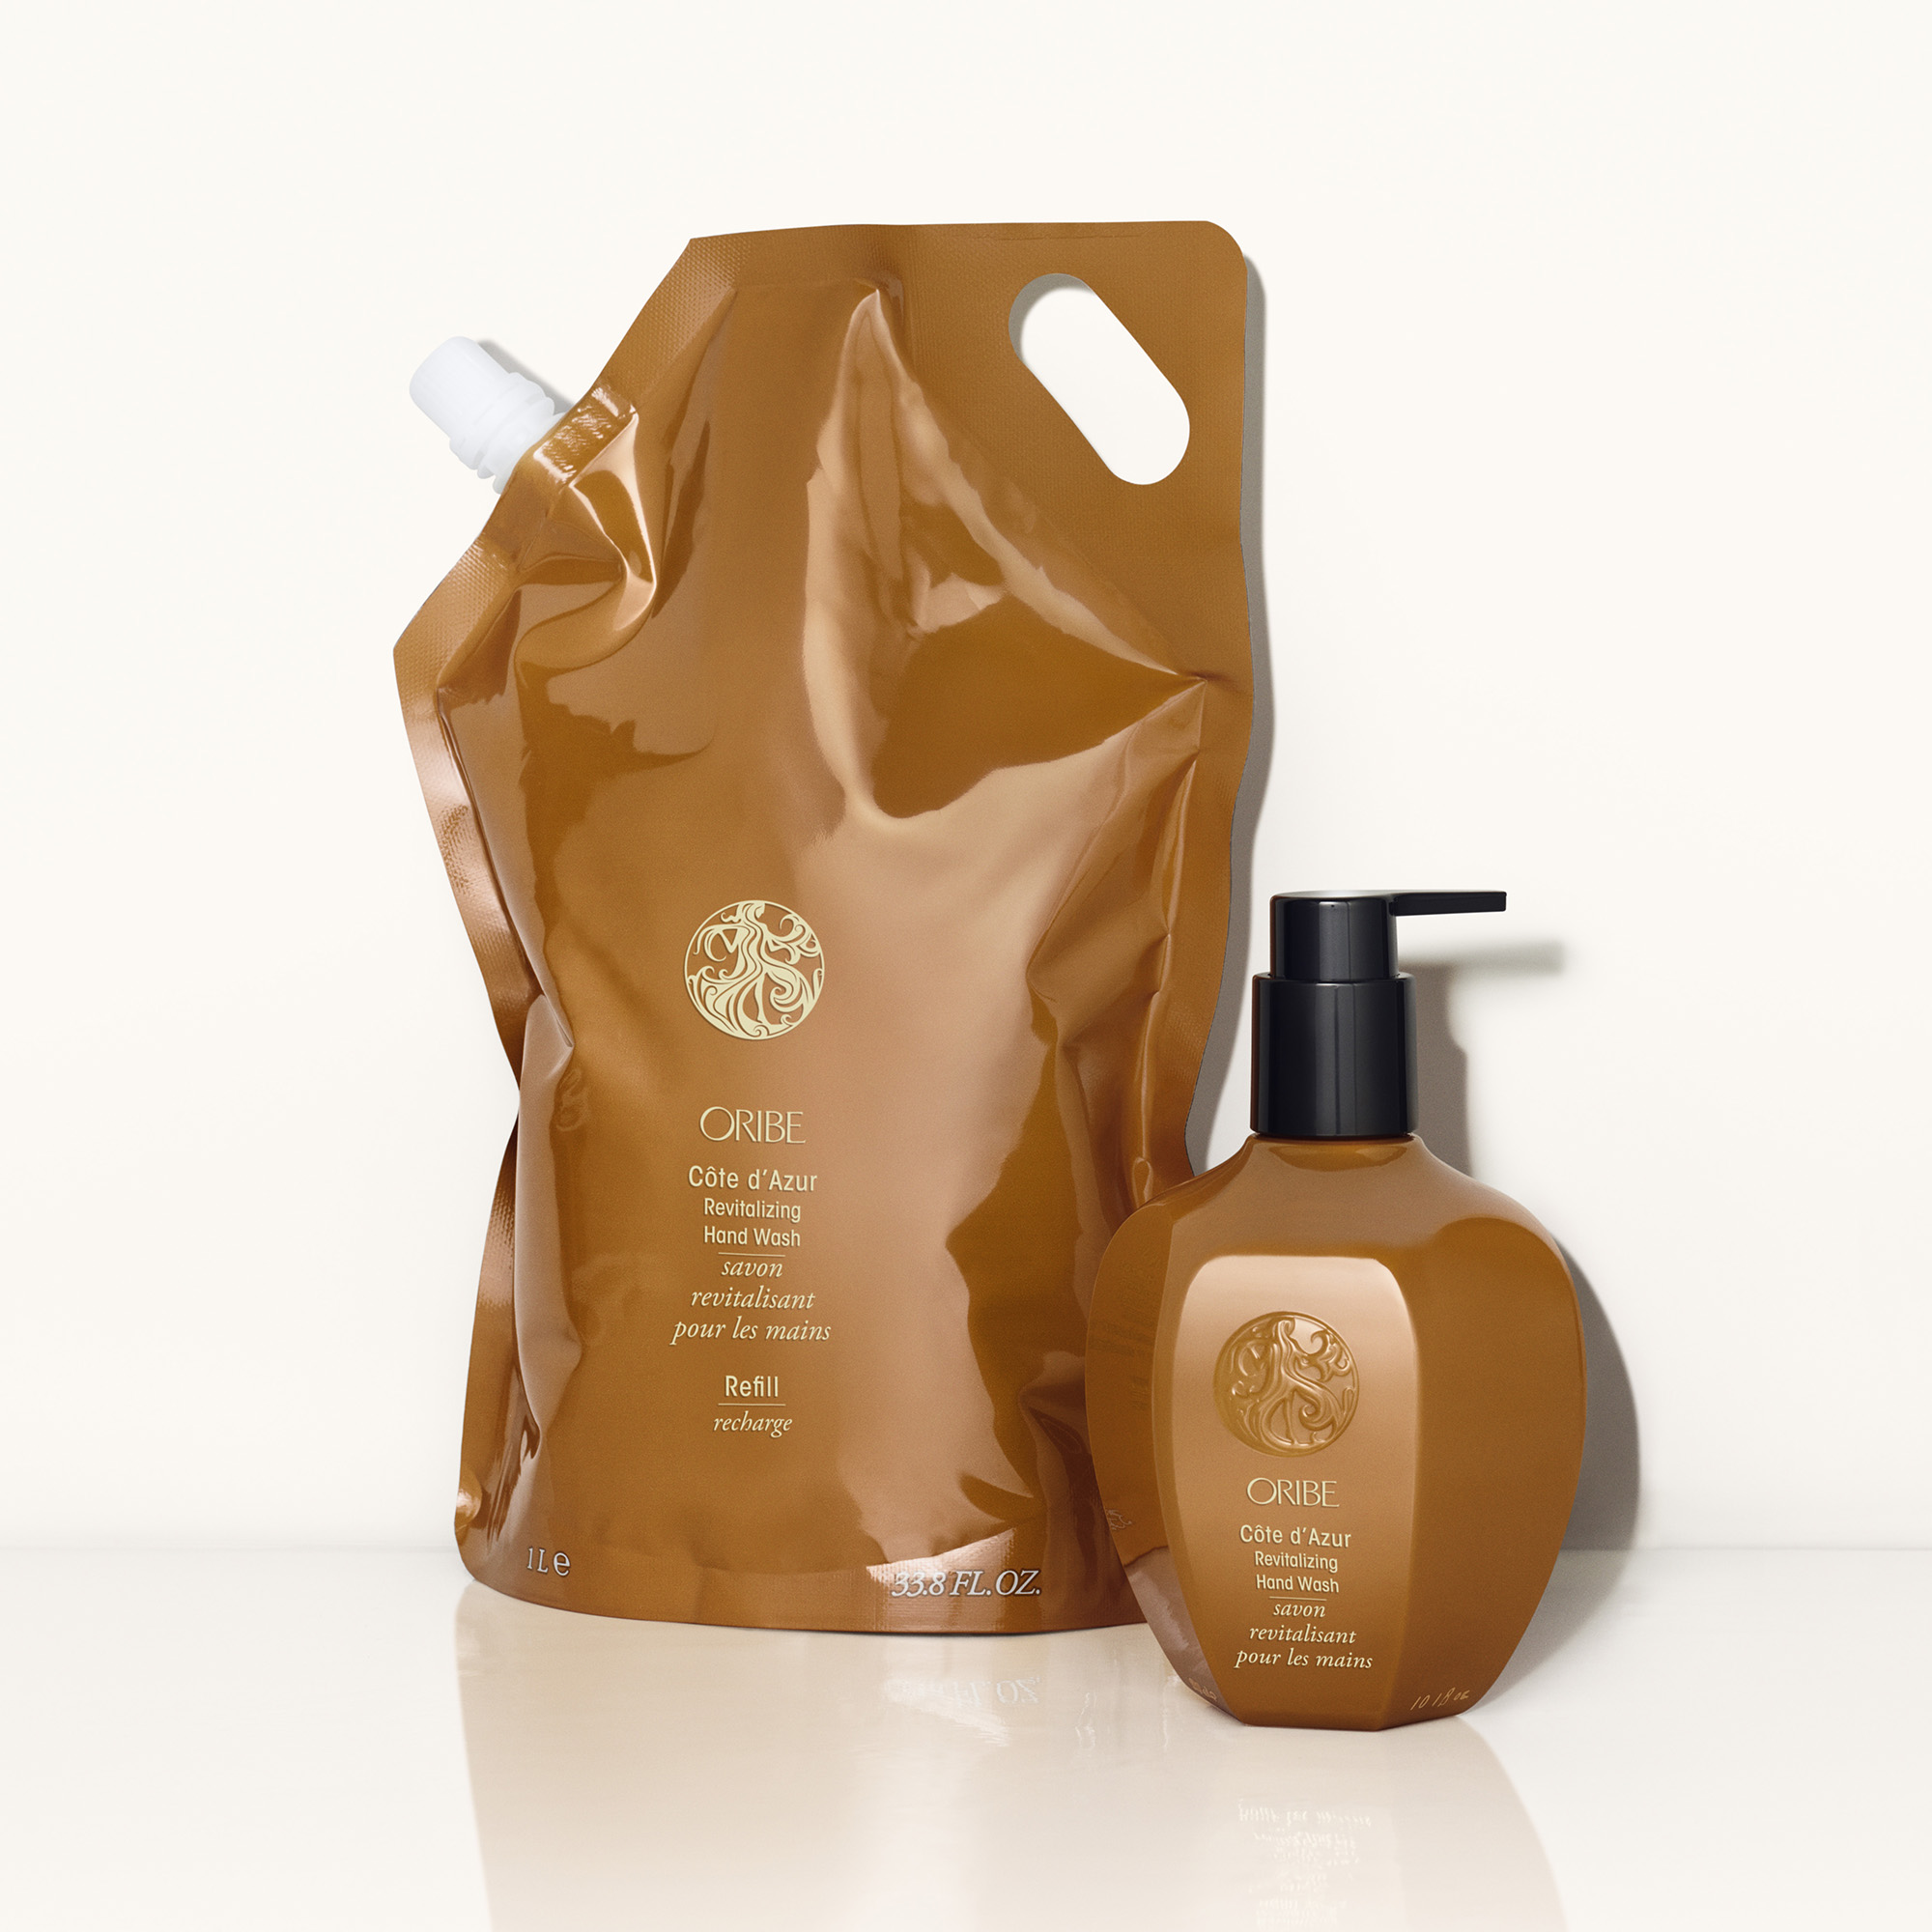 ORIBE
Côte d'Azur
Revitalizing
Hand Wash
savon
revitalisant
pour les mains
Refill
recharge
1L e
33.8 FL. OZ.
ORIBE
Côte d'Azur
Revitalizing
Hand Wash
savon
revitalisant
pour les mains